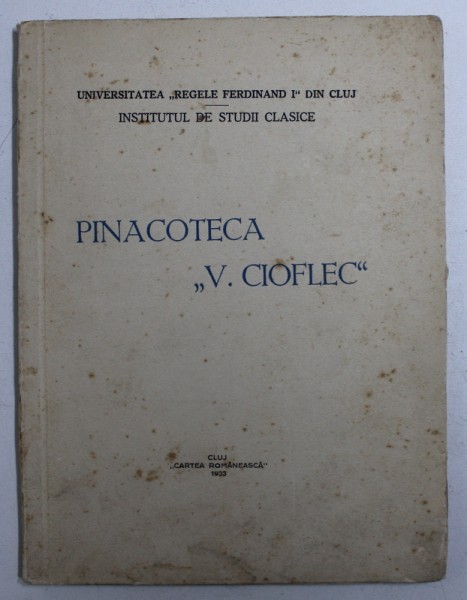 UNIVERSITATEA „REGELE FERDINAND I“ DIN CLUJ
INSTITUTUL DE STUDII CLASICE
PINACOTECA
„V. CIOFLEC“
CLUJ
„CARTEA ROMÂNEASCĂ“
1933